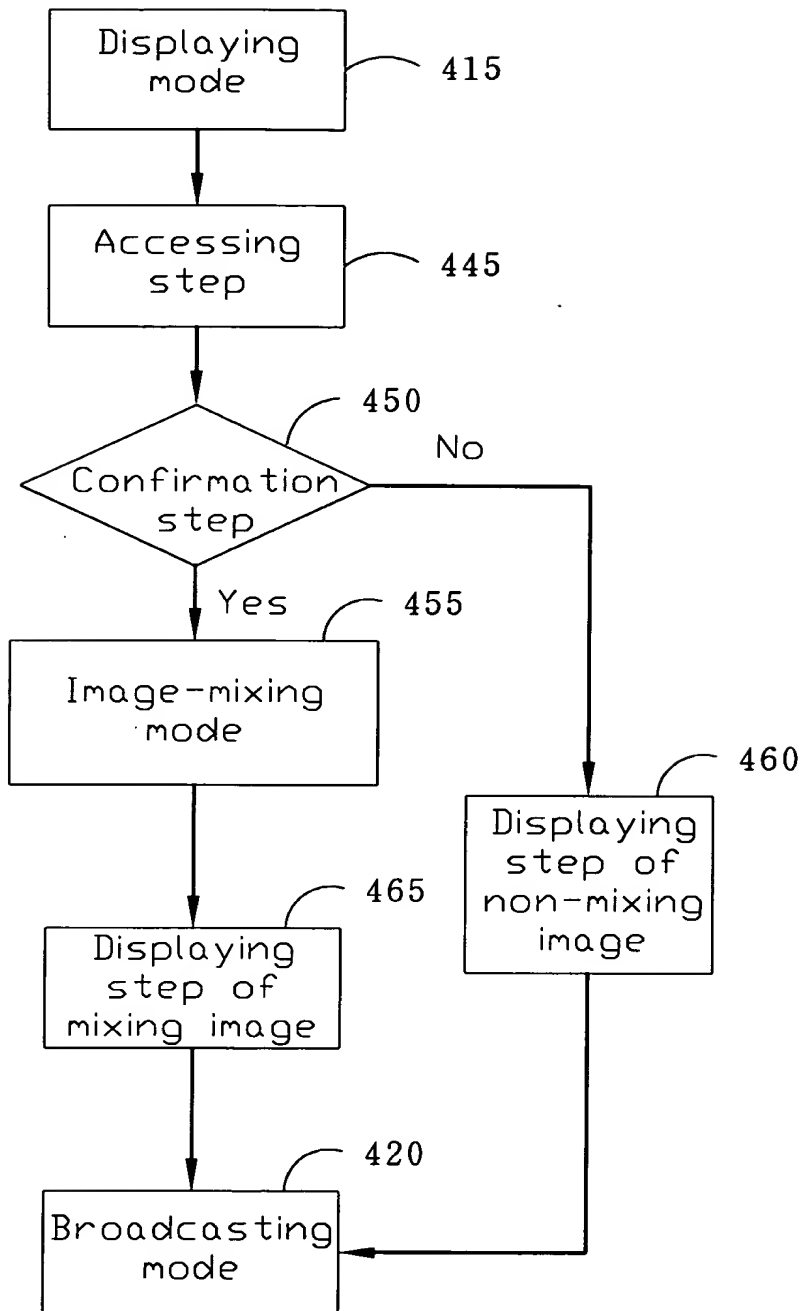 Displaying
mode
415
Accessing
step
445
450
No
Confirmation
step
Yes
455
Image-mixing
mode
460
Displaying
step of
non-mixing
image
465
Displaying
step of
mixing image
420
Broadcasting
mode